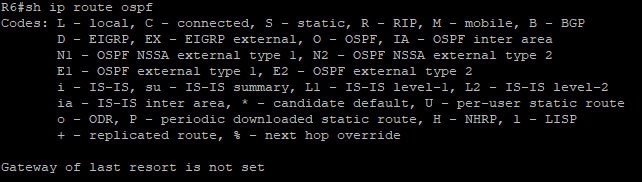 R6#sh ip route ospf
Codes: L - local, C - connected, S - static, R - RIP, M - mobile, B - BGP
D - EIGRP, EX - EIGRP external, O - OSPF, IA - OSPF inter area
N1 - OSPF NSSA external type 1, N2 - OSPF NSSA external type 2
E1 - OSPF external type 1, E2 - OSPF external type 2
i - IS-IS, su - IS-IS summary, L1 - IS-IS level-1, L2 - IS-IS level-2
ia - IS-IS inter area, * - candidate default, U - per-user static route
o - ODR, P - periodic downloaded static route, H - NHRP, l - LISP
+ - replicated route, % - next hop override
Gateway of last resort is not set